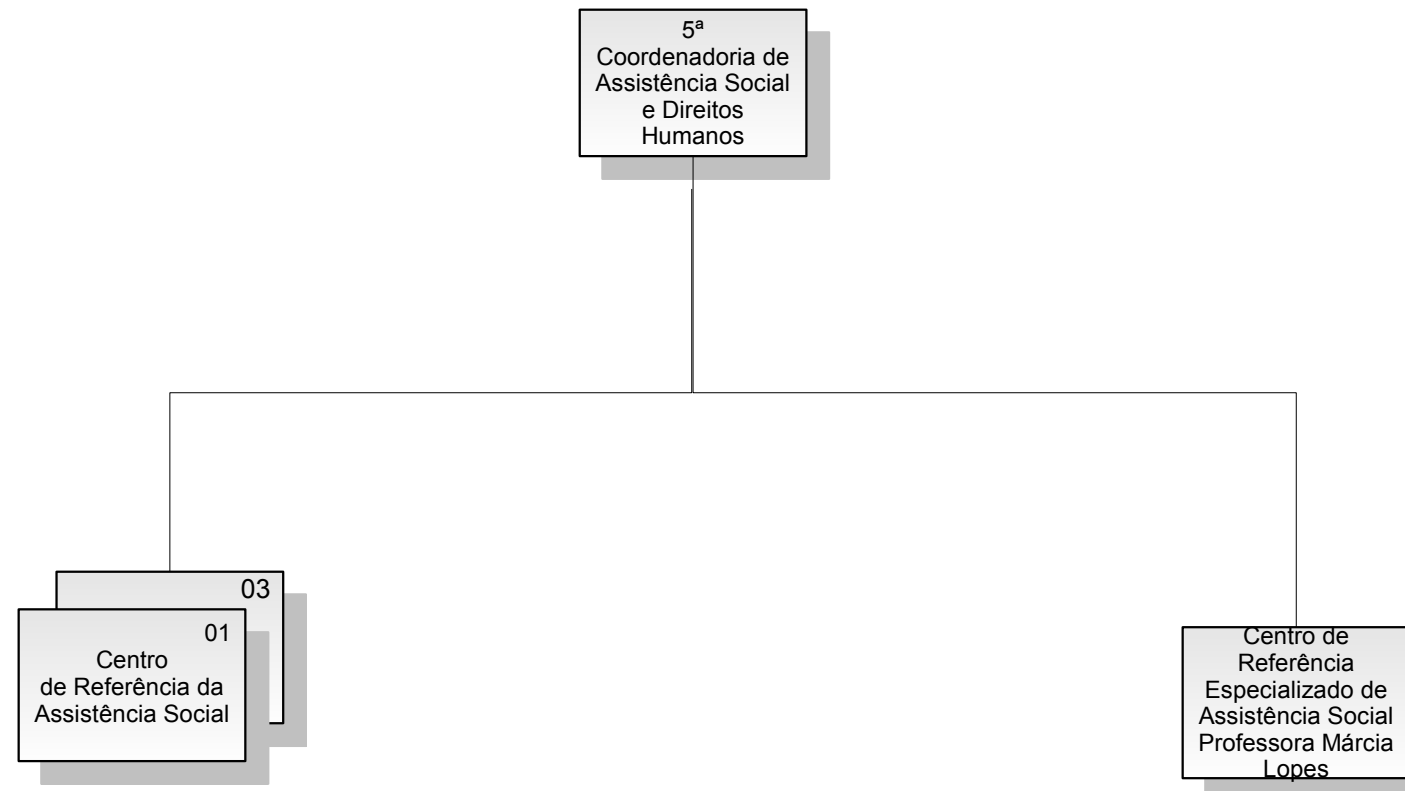 5ª
Coordenadoria de
Assistência Social
e Direitos
Humanos
03
01
Centro
de Referência da
Assistência Social
Centro de
Referência
Especializado de
Assistência Social
Professora Márcia
Lopes